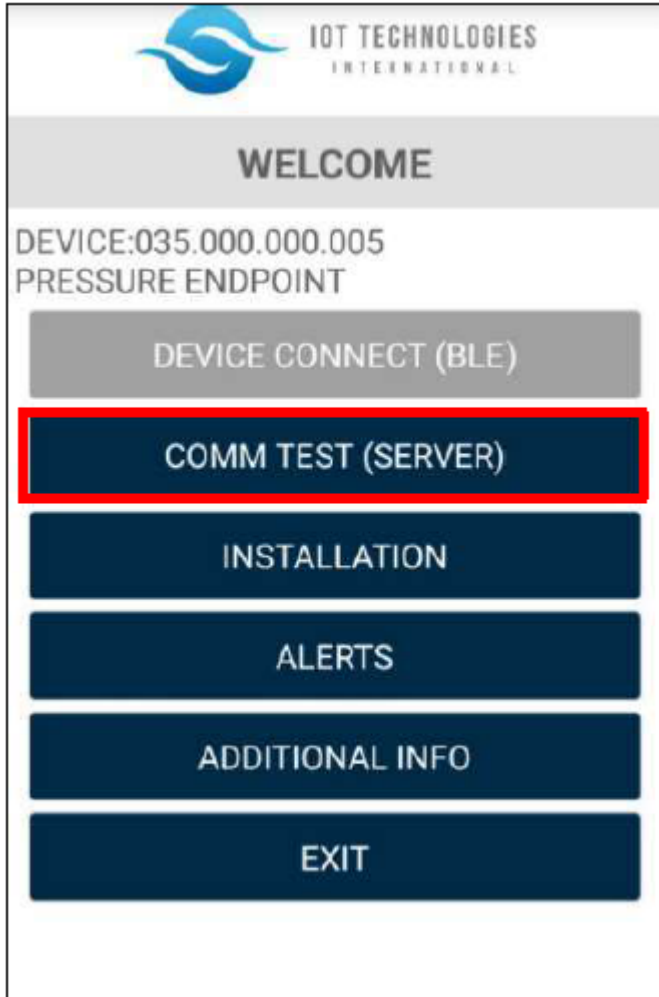 IOT TECHNOLOGIES
INTERNATIONAL
WELCOME
DEVICE:035.000.000.005
PRESSURE ENDPOINT
DEVICE CONNECT (BLE)
COMM TEST (SERVER)
INSTALLATION
ALERTS
ADDITIONAL INFO
EXIT